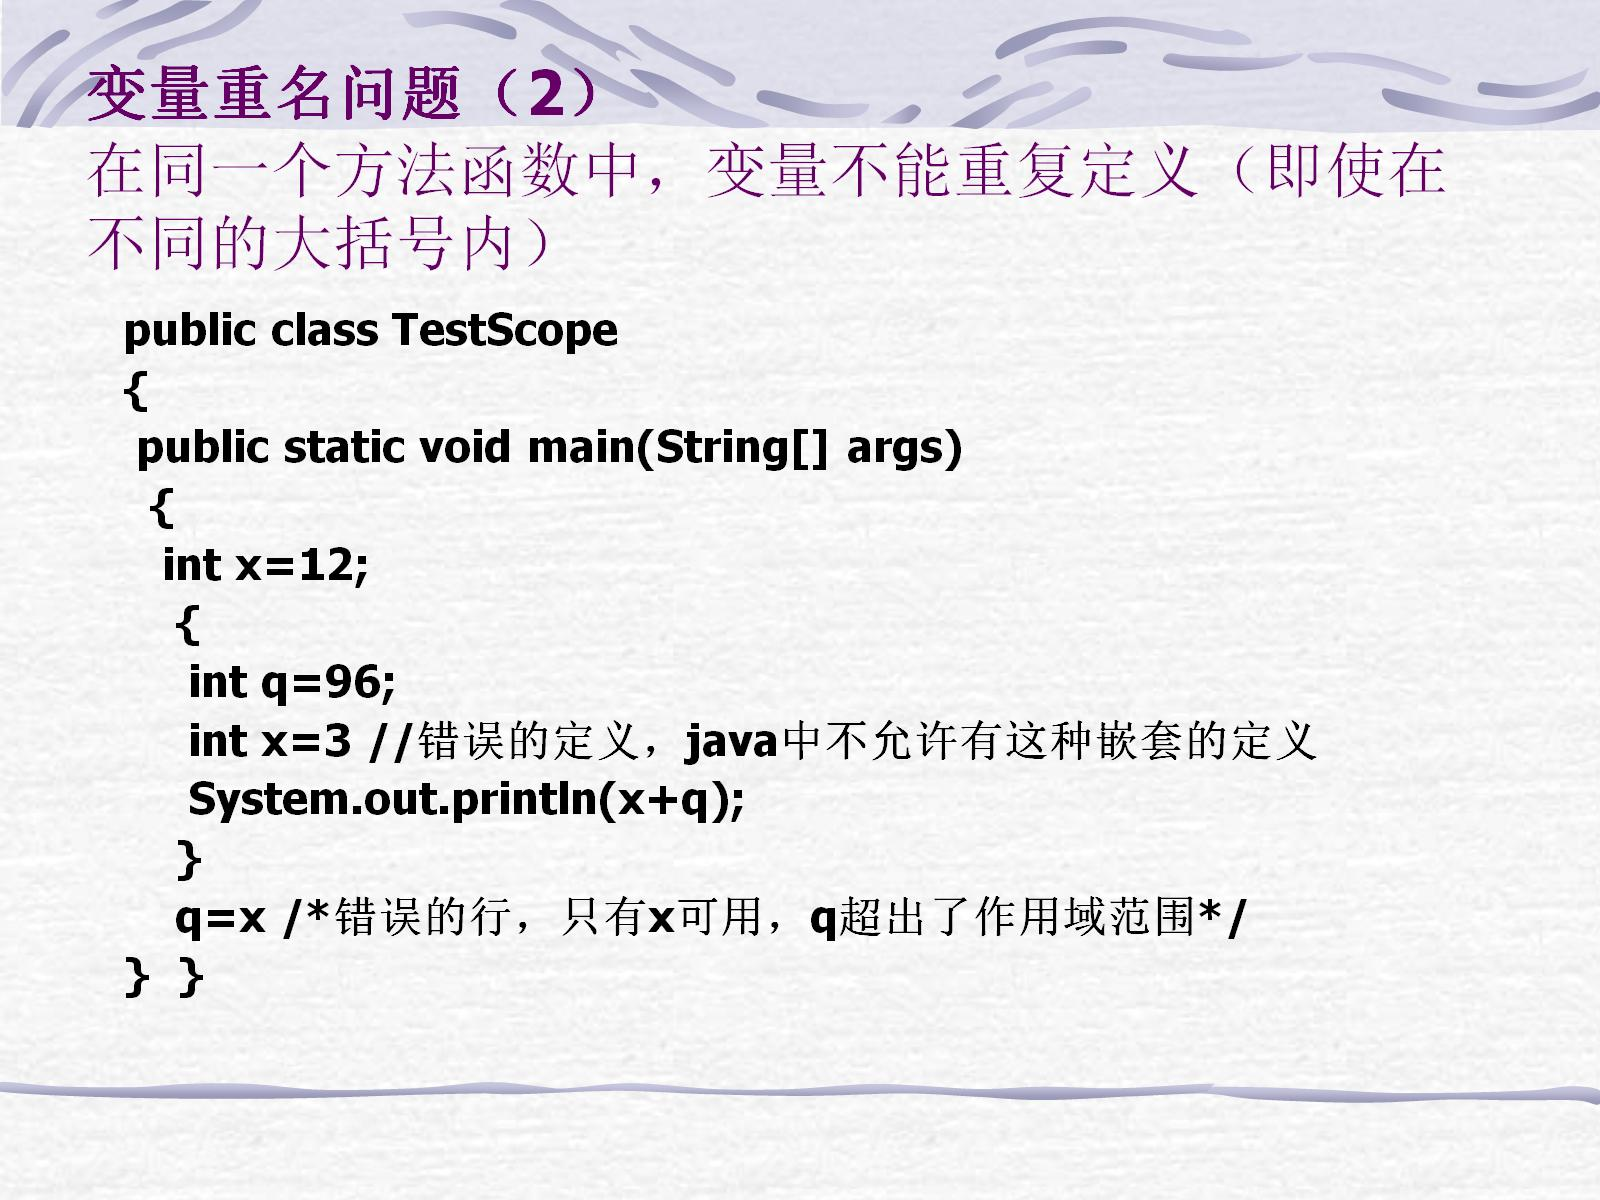 变量重名问题（2）
在同一个方法函数中，变量不能重复定义（即使在
不同的大括号内）
public class TestScope
{
public static void main(String[] args)
{
int x=12;
{
int q=96;
int x=3 //错误的定义，java中不允许有这种嵌套的定义
System.out.println(x+q);
}
q=x /*错误的行，只有x可用，q超出了作用域范围*/
} }